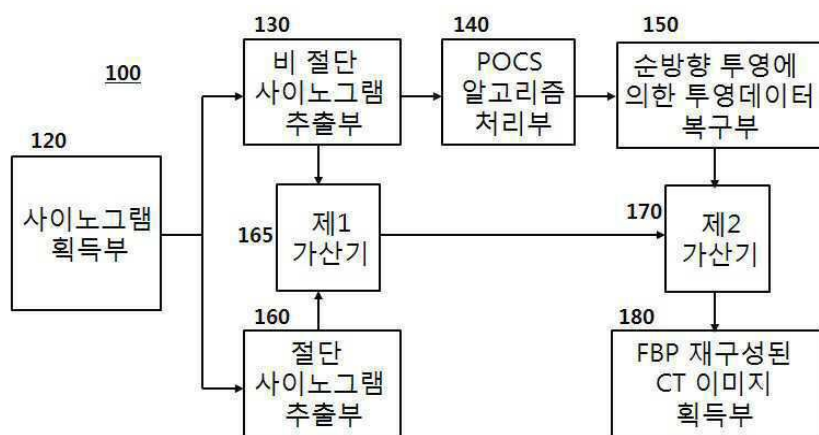 100
120
사이노그램
획득부
130
비 절단
사이노그램
추출부
140
POCS
알고리즘
처리부
150
순방향 투영에
의한 투영데이터
복구부
165
제1
가산기
170
제2
가산기
160
절단
사이노그램
추출부
180
FBP 재구성된
CT 이미지
획득부